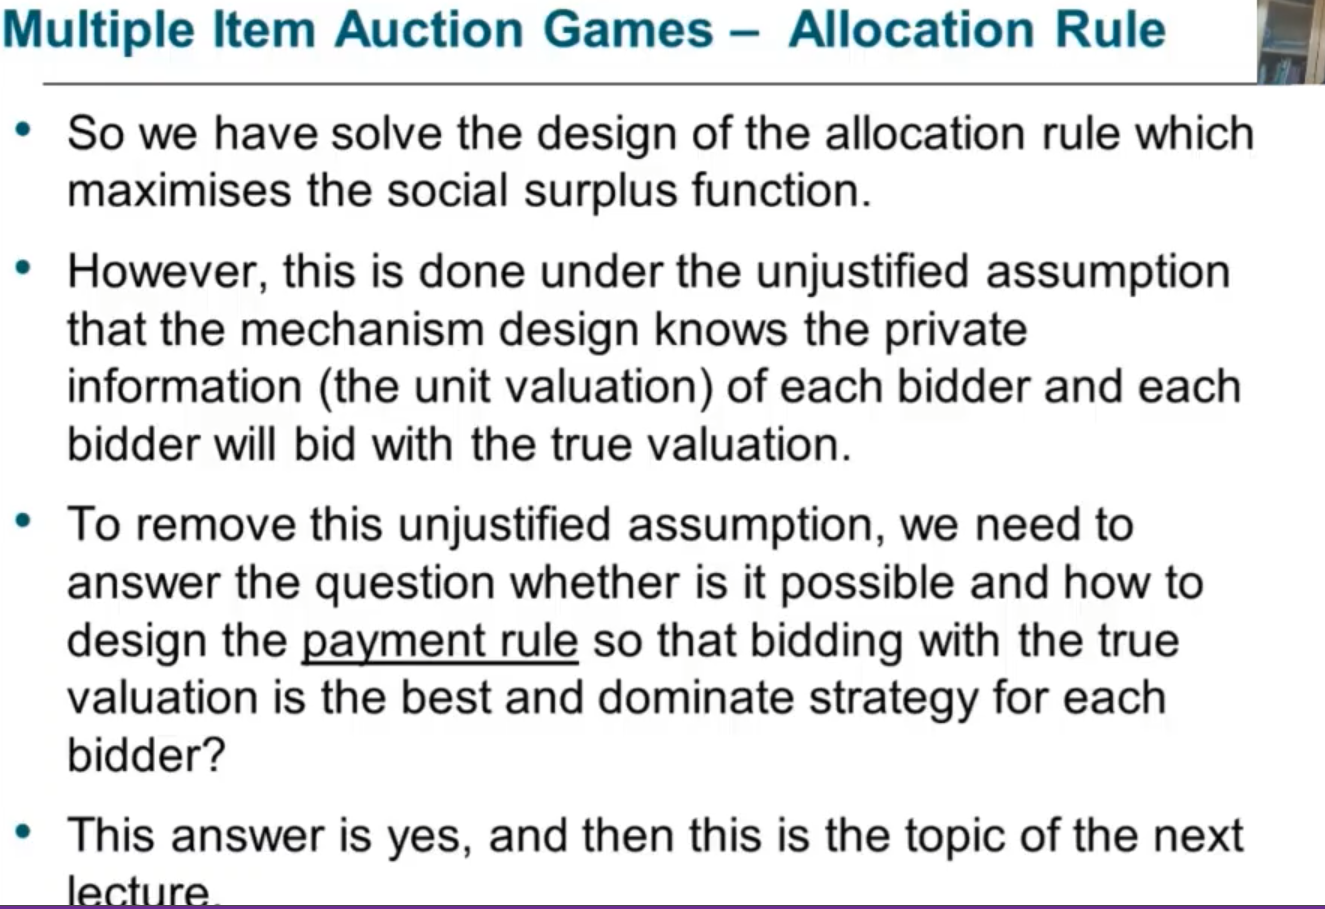 Multiple Item Auction Games – Allocation Rule
• So we have solve the design of the allocation rule which
maximises the social surplus function.
• However, this is done under the unjustified assumption
that the mechanism design knows the private
information (the unit valuation) of each bidder and each
bidder will bid with the true valuation.
• To remove this unjustified assumption, we need to
answer the question whether is it possible and how to
design the payment rule so that bidding with the true
valuation is the best and dominate strategy for each
bidder?
• This answer is yes, and then this is the topic of the next
lecture.